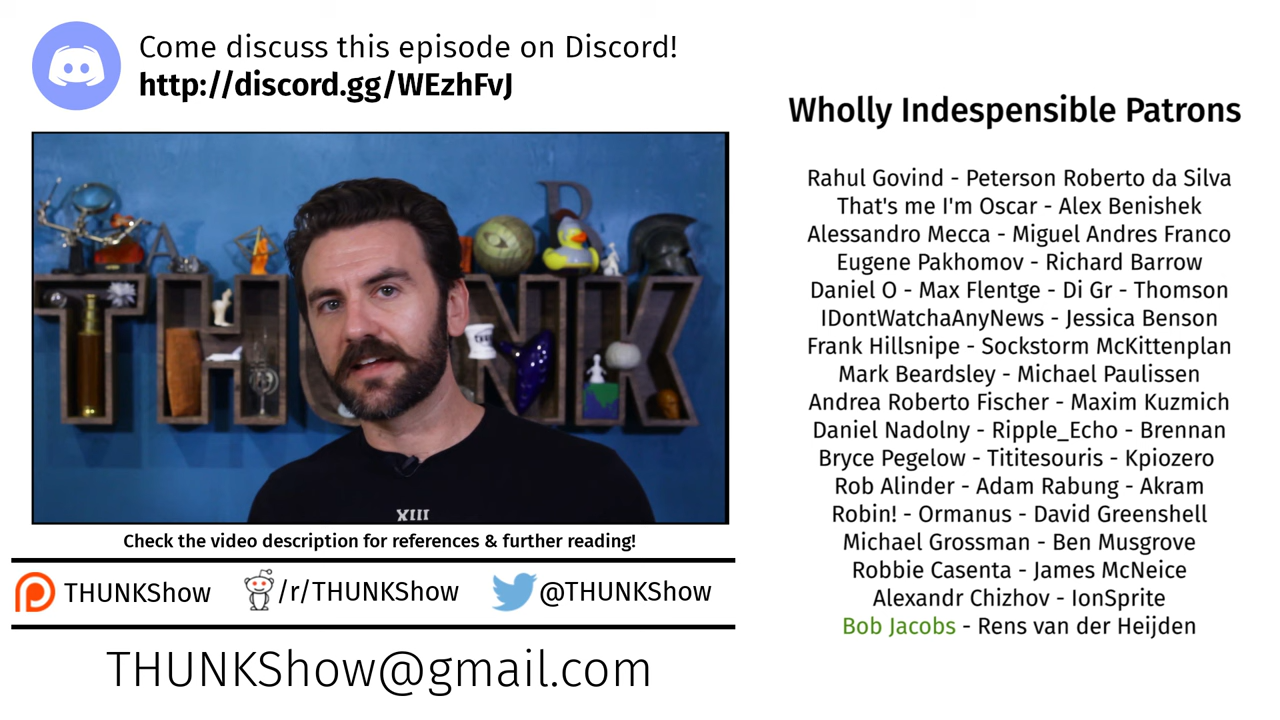 Come discuss this episode on Discord!
http://discord.gg/WEzhFvJ
THUNK
XIII
Check the video description for references & further reading!
THUNKShow
/r/THUNKShow
@THUNKShow
THUNKShow@gmail.com
Wholly Indespensible Patrons
Rahul Govind - Peterson Roberto da Silva
That's me I'm Oscar - Alex Benishek
Alessandro Mecca - Miguel Andres Franco
Eugene Pakhomov - Richard Barrow
Daniel O - Max Flentge - Di Gr - Thomson
IDontWatchaAnyNews - Jessica Benson
Frank Hillsnipe - Sockstorm McKittenplan
Mark Beardsley - Michael Paulissen
Andrea Roberto Fischer - Maxim Kuzmich
Daniel Nadolny - Ripple_Echo - Brennan
Bryce Pegelow - Tititesouris - Kpiozero
Rob Alinder - Adam Rabung - Akram
Robin! - Ormanus - David Greenshell
Michael Grossman - Ben Musgrove
Robbie Casenta - James McNeice
Alexandr Chizhov - IonSprite
Bob Jacobs - Rens van der Heijden